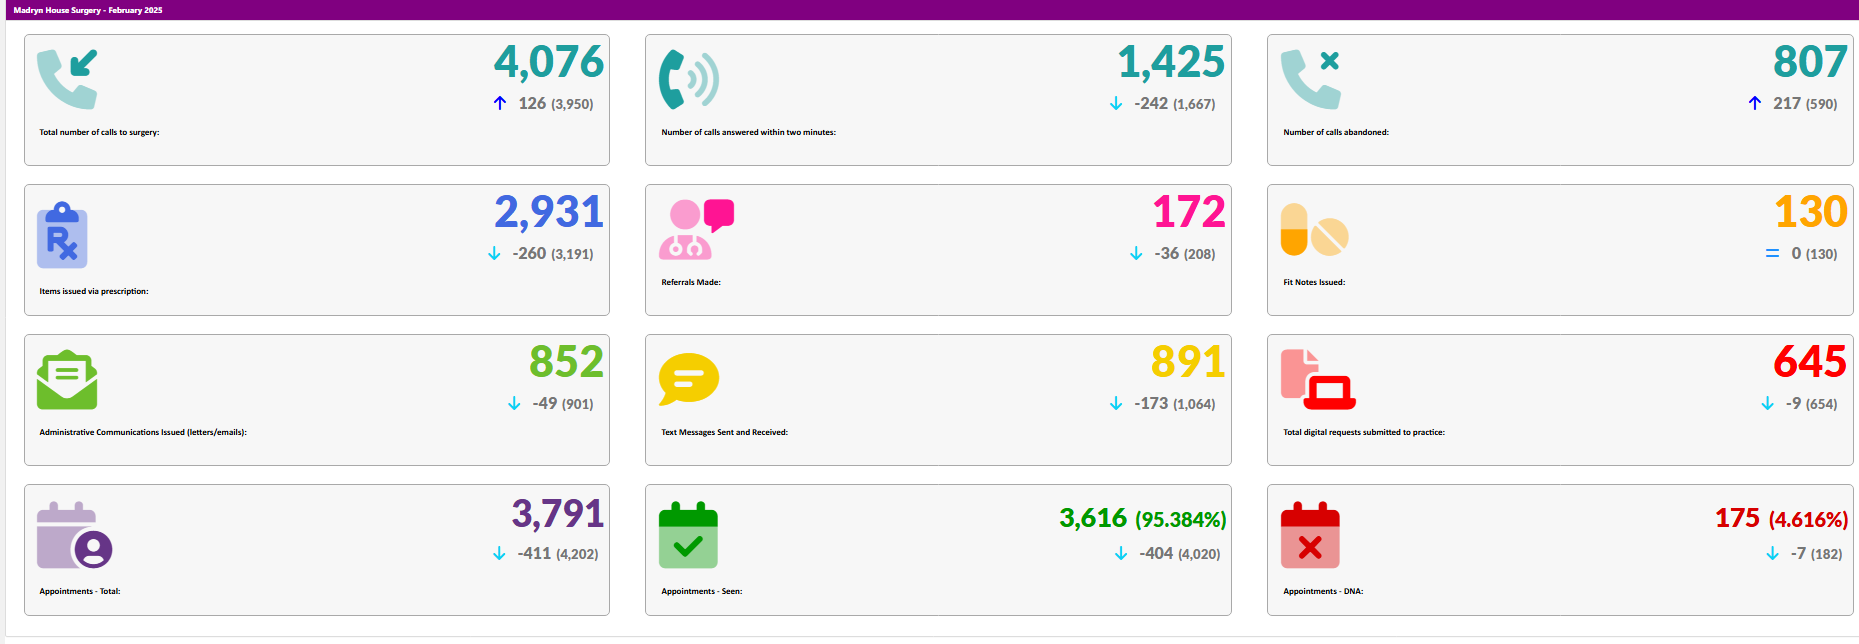 Madryn House Surgery - February 2025
4,076
126 (3,950)
Total number of calls to surgery:
1,425
-242 (1,667)
Number of calls answered within two minutes:
807
217 (590)
Number of calls abandoned:
Rx
2,931
-260 (3,191)
Items issued via prescription:
172
-36 (208)
Referrals Made:
130
= 0 (130)
Fit Notes Issued:
852
-49 (901)
Administrative Communications Issued (letters/emails):
891
-173 (1,064)
Text Messages Sent and Received:
645
-9 (654)
Total digital requests submitted to practice:
3,791
-411 (4,202)
Appointments - Total:
3,616 (95.384%)
-404 (4,020)
Appointments - Seen:
175 (4.616%)
-7 (182)
Appointments - DNA: